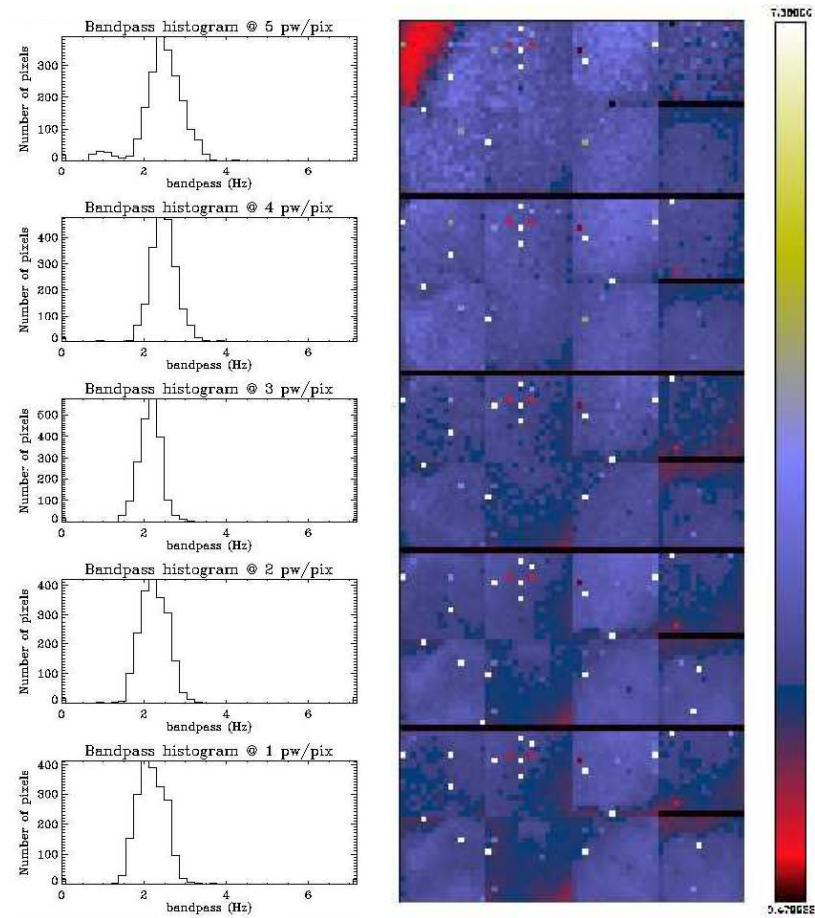 Bandpass histogram @ 5 pw/pix
Number of pixels
300
200
100
0
0 2 4 6
bandpass (Hz)
Bandpass histogram @ 4 pw/pix
Number of pixels
400
300
200
100
0
0 2 4 6
bandpass (Hz)
Bandpass histogram @ 3 pw/pix
Number of pixels
500
400
300
200
100
0
0 2 4 6
bandpass (Hz)
Bandpass histogram @ 2 pw/pix
Number of pixels
400
300
200
100
0
0 2 4 6
bandpass (Hz)
Bandpass histogram @ 1 pw/pix
Number of pixels
400
300
200
100
0
0 2 4 6
bandpass (Hz)